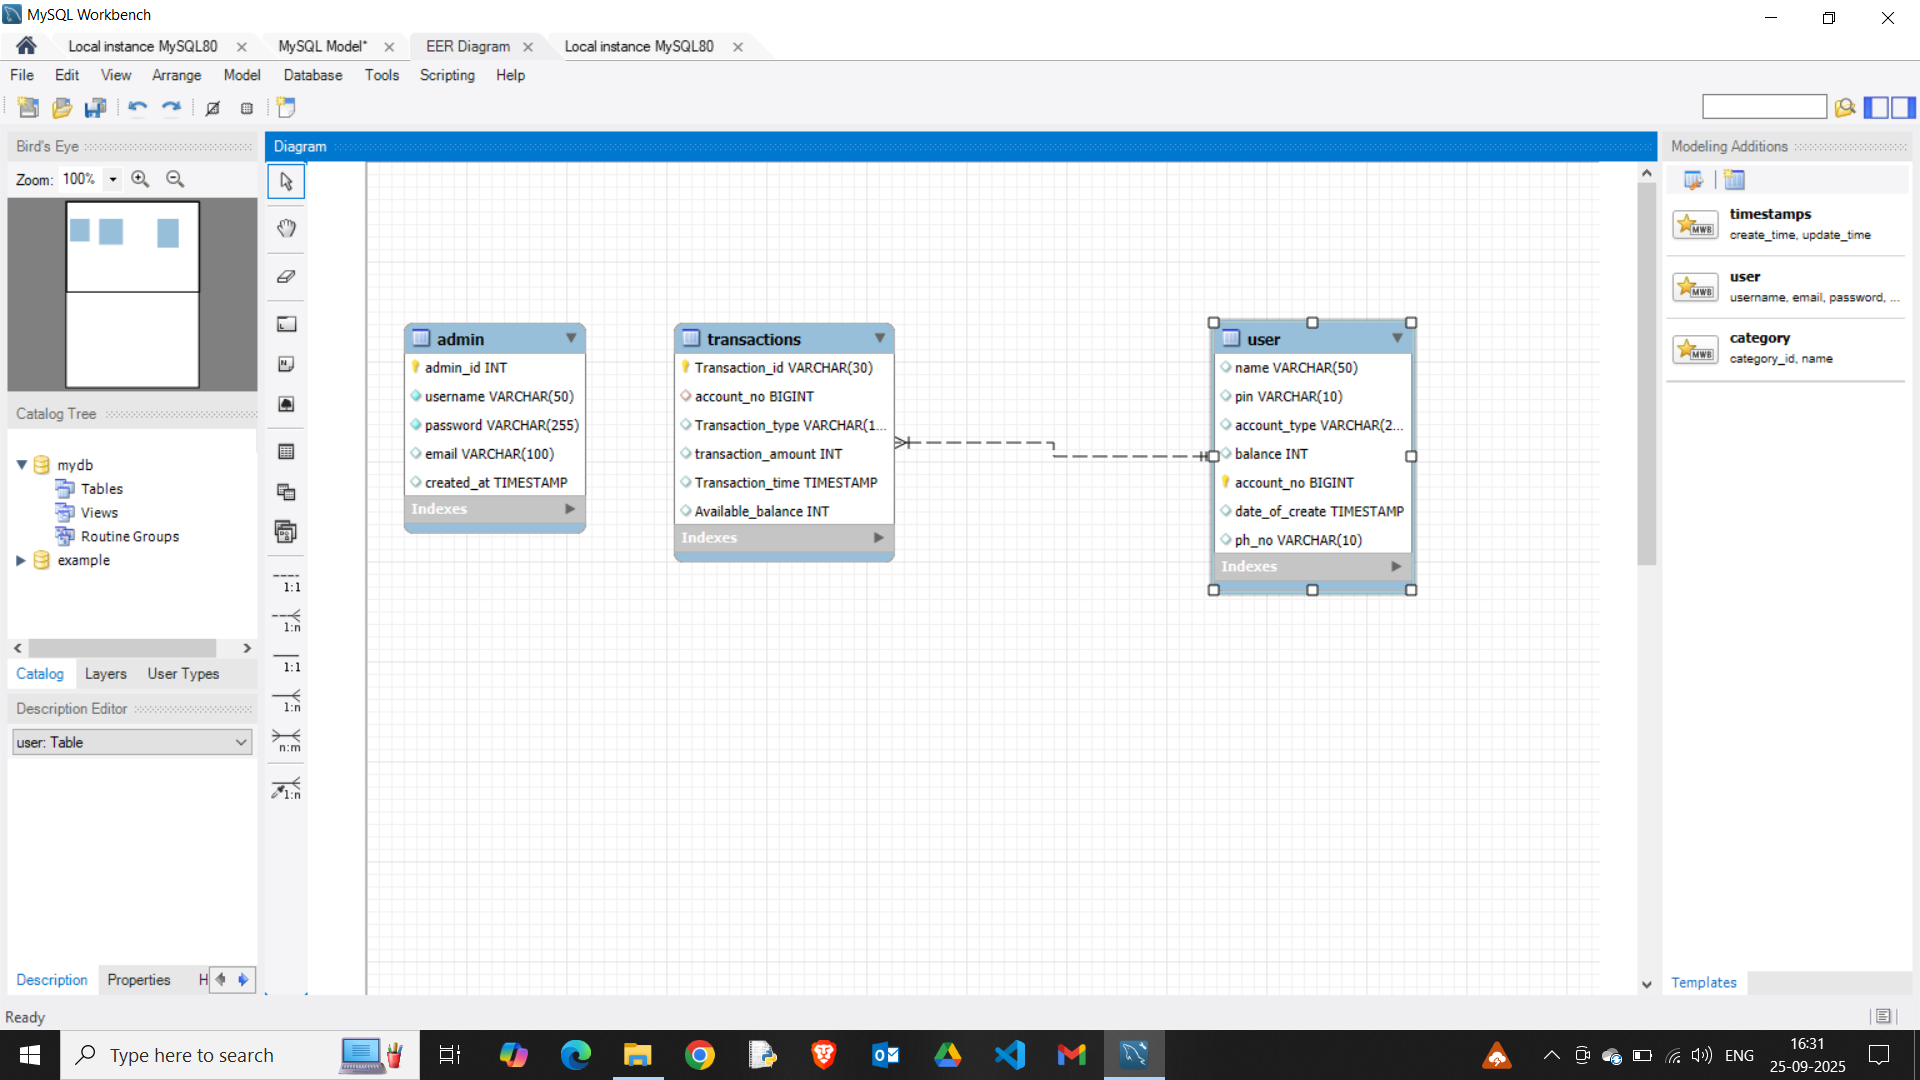 MySQL Workbench
Local instance MySQL80
MySQL Model*
EER Diagram
Local instance MySQL80
File Edit View Arrange Model Database Tools Scripting Help
Bird's Eye
Zoom: 100%
Catalog Tree
mydb
Tables
Views
Routine Groups
example
Catalog Layers User Types
Description Editor
user: Table
Description Properties H
Diagram
1:1
1:n
1:1
1:n
n:m
1:n
admin
admin_id INT
username VARCHAR(50)
password VARCHAR(255)
email VARCHAR(100)
created_at TIMESTAMP
Indexes
transactions
Transaction_id VARCHAR(30)
account_no BIGINT
Transaction_type VARCHAR(1...
transaction_amount INT
Transaction_time TIMESTAMP
Available_balance INT
Indexes
user
name VARCHAR(50)
pin VARCHAR(10)
account_type VARCHAR(2...
balance INT
account_no BIGINT
date_of_create TIMESTAMP
ph_no VARCHAR(10)
Indexes
Modeling Additions
MWB
timestamps
create_time, update_time
MWB
user
username, email, password, ...
MWB
category
category_id, name
Templates
Ready
Type here to search
ENG
16:31
25-09-2025